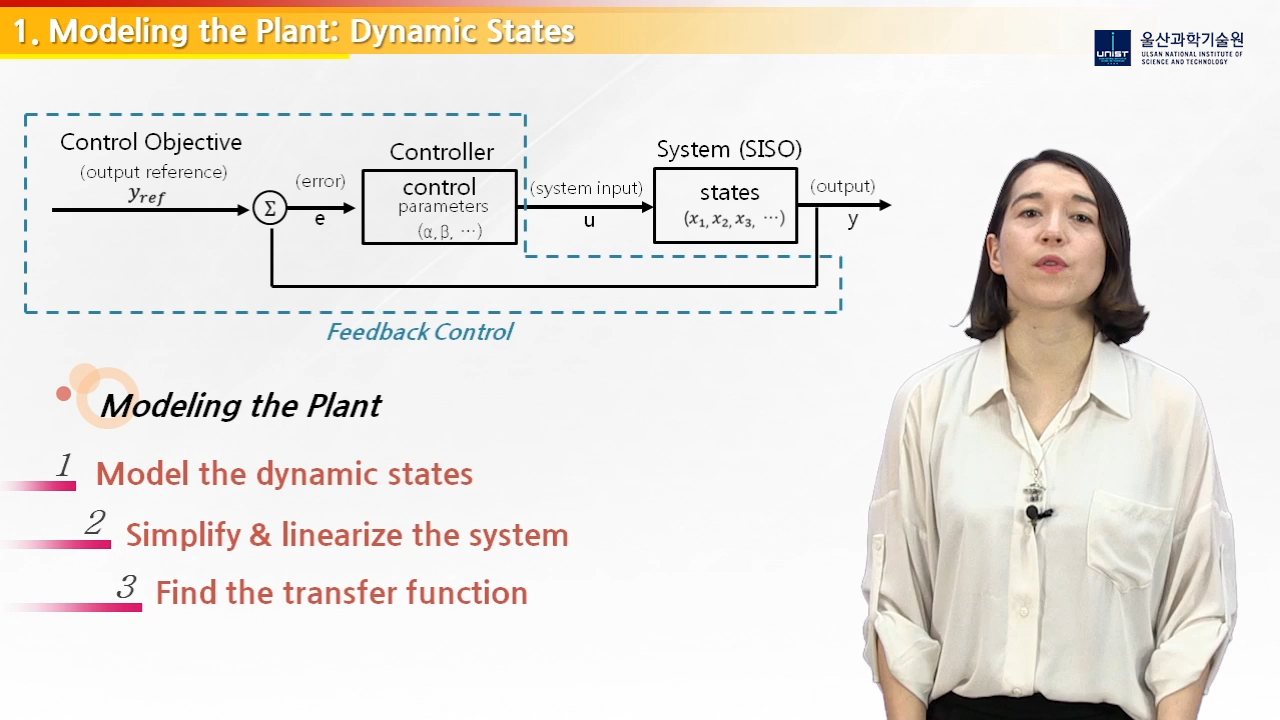 1. Modeling the Plant: Dynamic States
UNIST
울산과학기술원
ULSAN NATIONAL INSTITUTE OF
SCIENCE AND TECHNOLOGY
Control Objective
(output reference)
y_ref
Σ
(error)
e
Controller
control
parameters
(α, β, ⋯)
(system input)
u
System (SISO)
states
(x₁, x₂, x₃, ⋯)
(output)
y
Feedback Control
Modeling the Plant
1 Model the dynamic states
2 Simplify & linearize the system
3 Find the transfer function